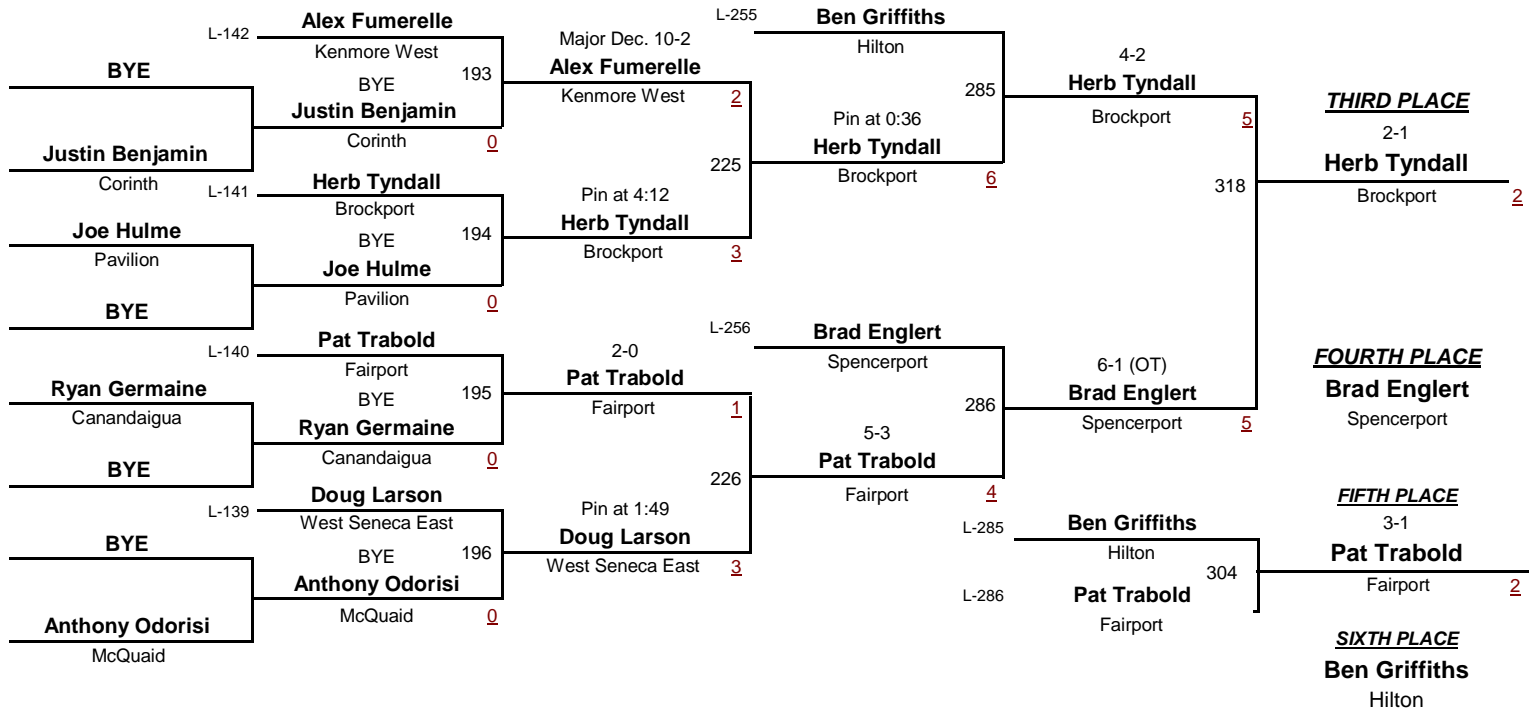 BYE
Justin Benjamin
Corinth
Joe Hulme
Pavilion
BYE
Ryan Germaine
Canandaigua
BYE
BYE
Anthony Odorisi
McQuaid
L-142
Alex Fumerelle
Kenmore West
BYE
193
Justin Benjamin
Corinth
0
L-141
Herb Tyndall
Brockport
BYE
194
Joe Hulme
Pavilion
0
L-140
Pat Trabold
Fairport
BYE
195
Ryan Germaine
Canandaigua
0
L-139
Doug Larson
West Seneca East
BYE
196
Anthony Odorisi
McQuaid
0
Major Dec. 10-2
Alex Fumerelle
Kenmore West
2
225
Pin at 4:12
Herb Tyndall
Brockport
3
2-0
Pat Trabold
Fairport
1
226
Pin at 1:49
Doug Larson
West Seneca East
3
L-255
Ben Griffiths
Hilton
285
Pin at 0:36
Herb Tyndall
Brockport
6
L-256
Brad Englert
Spencerport
286
5-3
Pat Trabold
Fairport
4
4-2
Herb Tyndall
Brockport
5
318
6-1 (OT)
Brad Englert
Spencerport
5
L-285
Ben Griffiths
Hilton
304
L-286
Pat Trabold
Fairport
THIRD PLACE
2-1
Herb Tyndall
Brockport
2
FOURTH PLACE
Brad Englert
Spencerport
FIFTH PLACE
3-1
Pat Trabold
Fairport
2
SIXTH PLACE
Ben Griffiths
Hilton